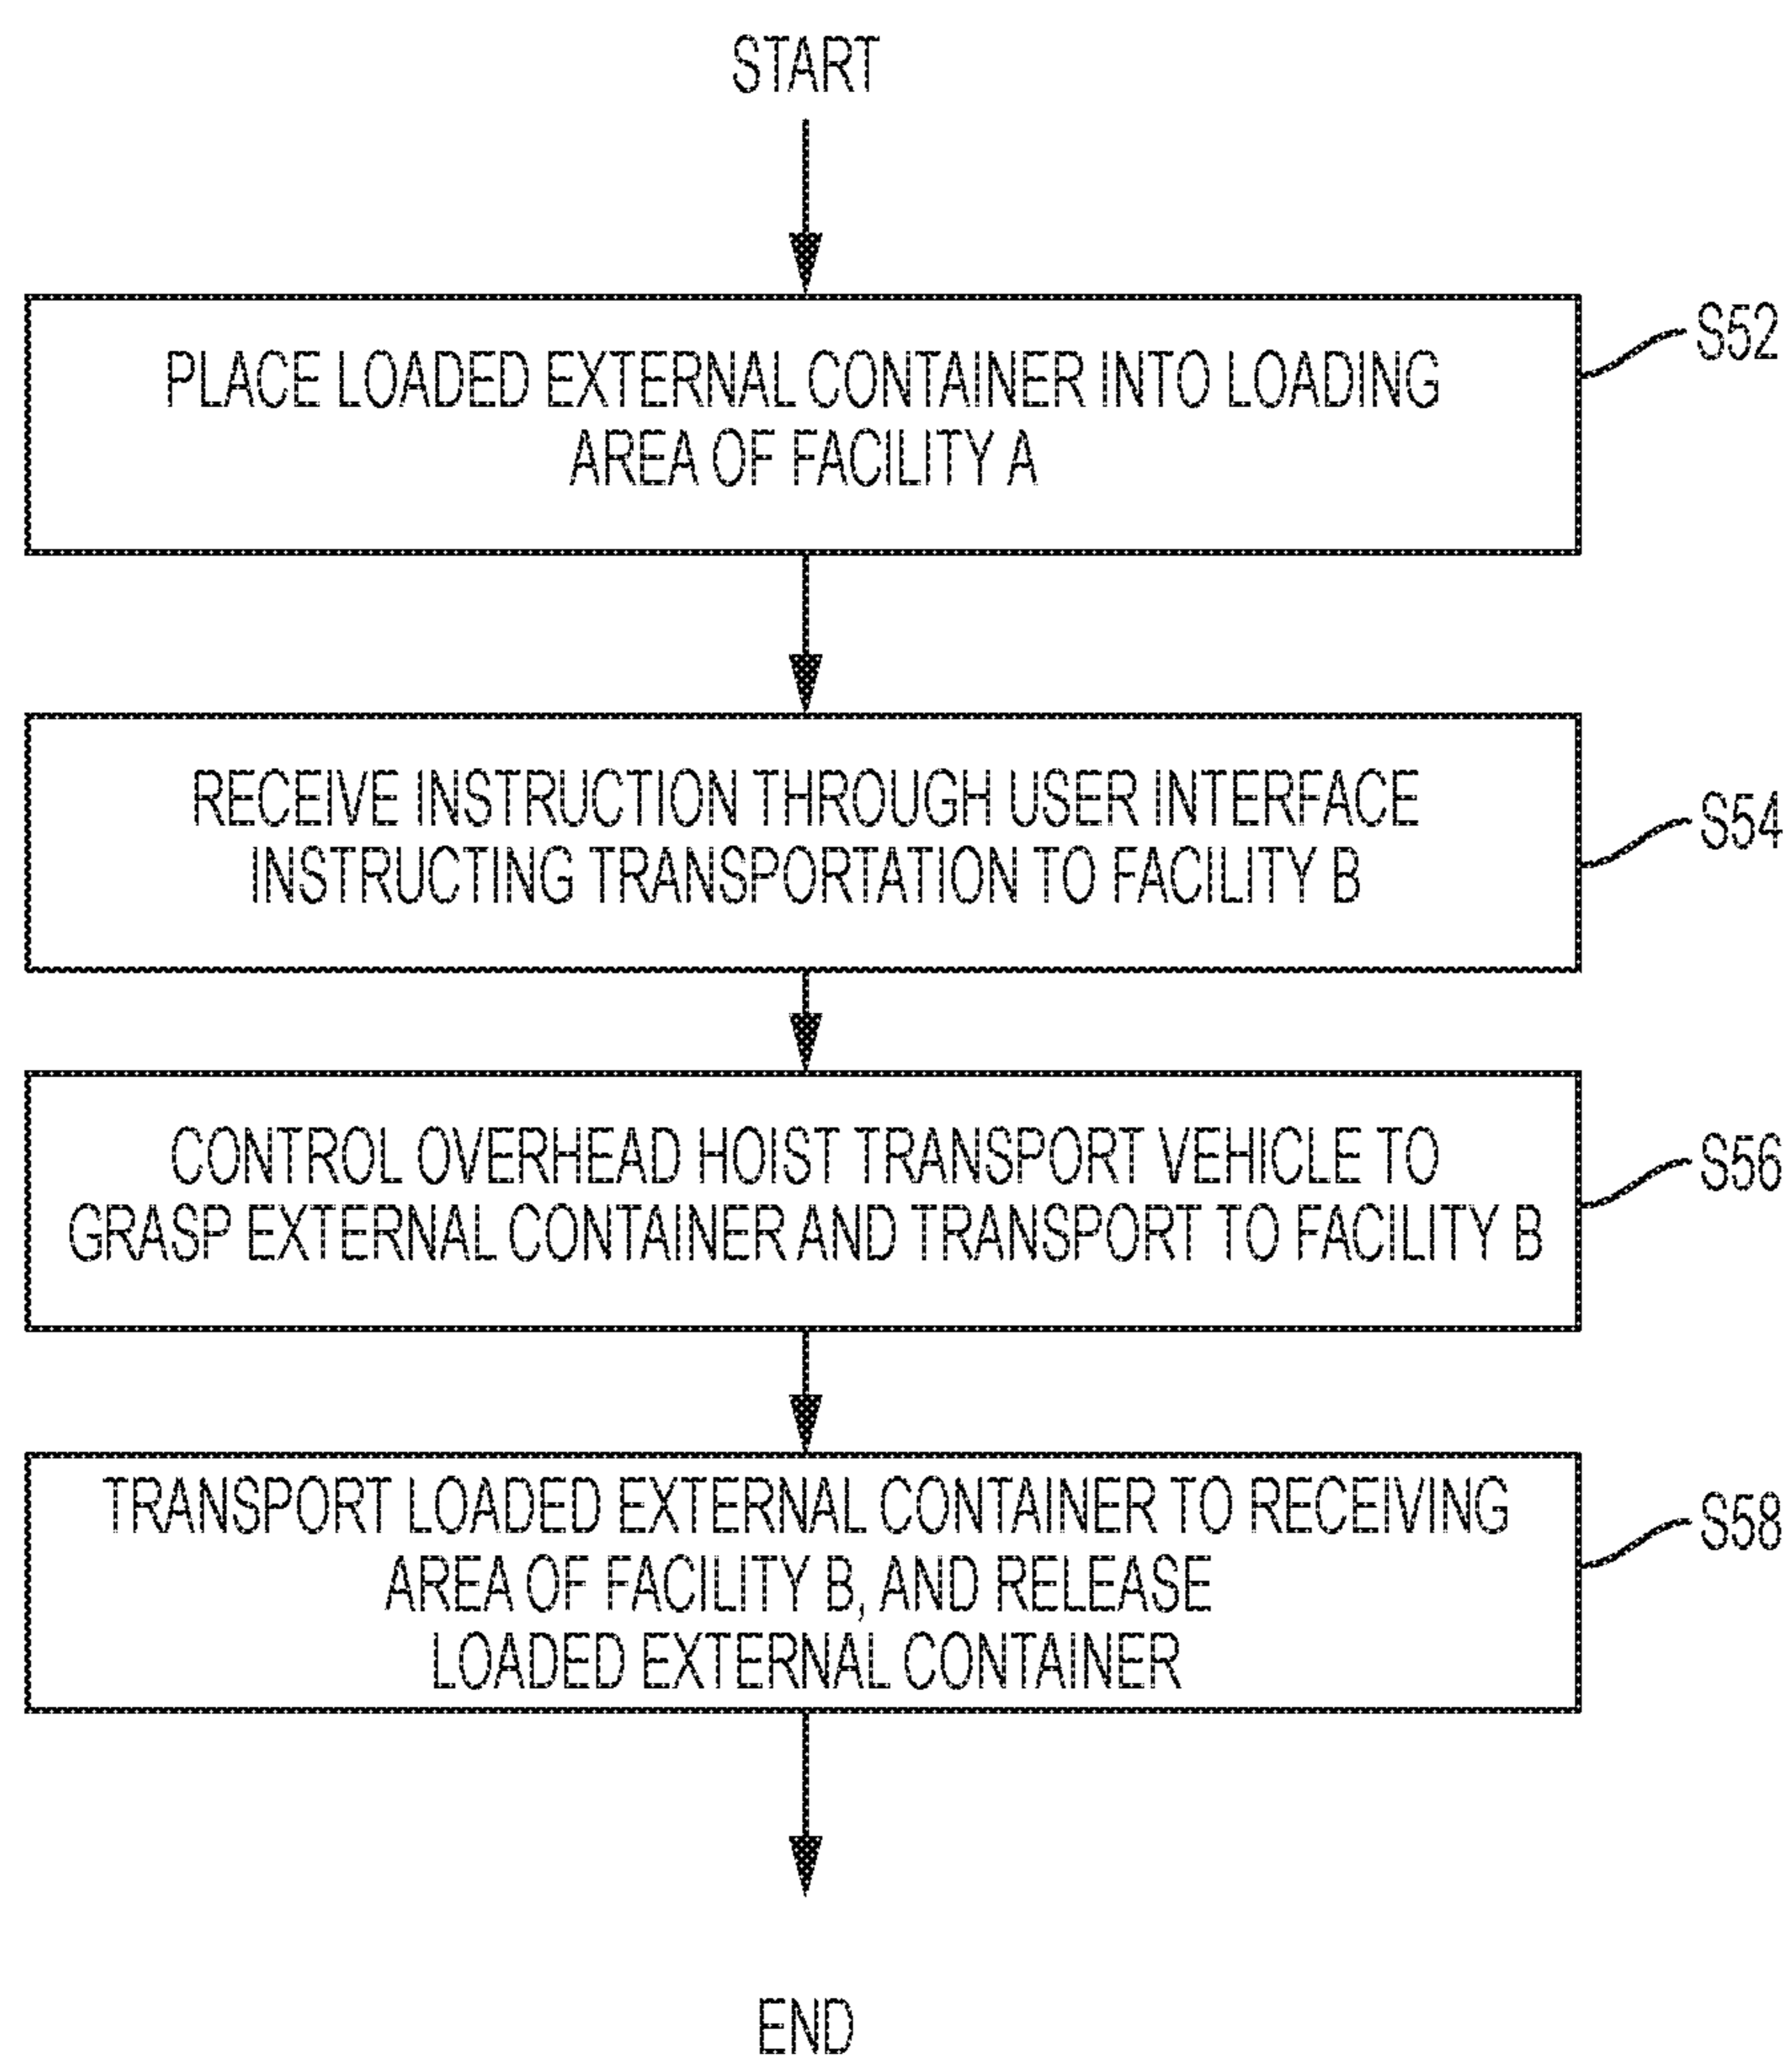 START
PLACE LOADED EXTERNAL CONTAINER INTO LOADING
AREA OF FACILITY A
S52
RECEIVE INSTRUCTION THROUGH USER INTERFACE
INSTRUCTING TRANSPORTATION TO FACILITY B
S54
CONTROL OVERHEAD HOIST TRANSPORT VEHICLE TO
GRASP EXTERNAL CONTAINER AND TRANSPORT TO FACILITY B
S56
TRANSPORT LOADED EXTERNAL CONTAINER TO RECEIVING
AREA OF FACILITY B, AND RELEASE
LOADED EXTERNAL CONTAINER
S58
END